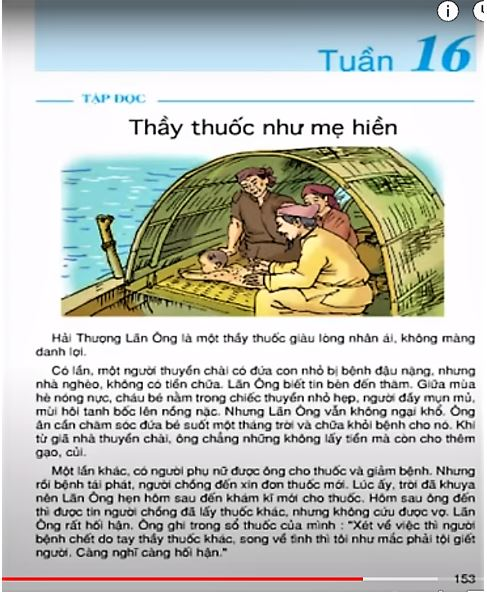 Tuần 16
TẬP ĐỌC
Thầy thuốc như mẹ hiền
Hải Thượng Lãn Ông là một thầy thuốc giàu lòng nhân ái, không màng
danh lợi.
Có lần, một người thuyền chài có đứa con nhỏ bị bệnh đậu nặng, nhưng
nhà nghèo, không có tiền chữa. Lãn Ông biết tin bèn đến thăm. Giữa mùa
hè nóng nực, cháu bé nằm trong chiếc thuyền nhỏ hẹp, người đầy mụn mủ,
mùi hôi tanh bốc lên nồng nặc. Nhưng Lãn Ông vẫn không ngại khổ. Ông
ân cần chăm sóc đứa bé suốt một tháng trời và chữa khỏi bệnh cho nó. Khi
từ giã nhà thuyền chài, ông chẳng những không lấy tiền mà còn cho thêm
gạo, củi.
Một lần khác, có người phụ nữ được ông cho thuốc và giảm bệnh. Nhưng
rồi bệnh tái phát, người chồng đến xin đơn thuốc mới. Lúc ấy, trời đã khuya
nên Lãn Ông hẹn hôm sau đến khám kĩ mới cho thuốc. Hôm sau ông đến
thì được tin người chồng đã lấy thuốc khác, nhưng không cứu được vợ. Lãn
Ông rất hối hận. Ông ghi trong sổ thuốc của mình : "Xét về việc thì người
bệnh chết do tay thầy thuốc khác, song về tình thì tôi như mắc phải tội giết
người. Càng nghĩ càng hối hận."
153